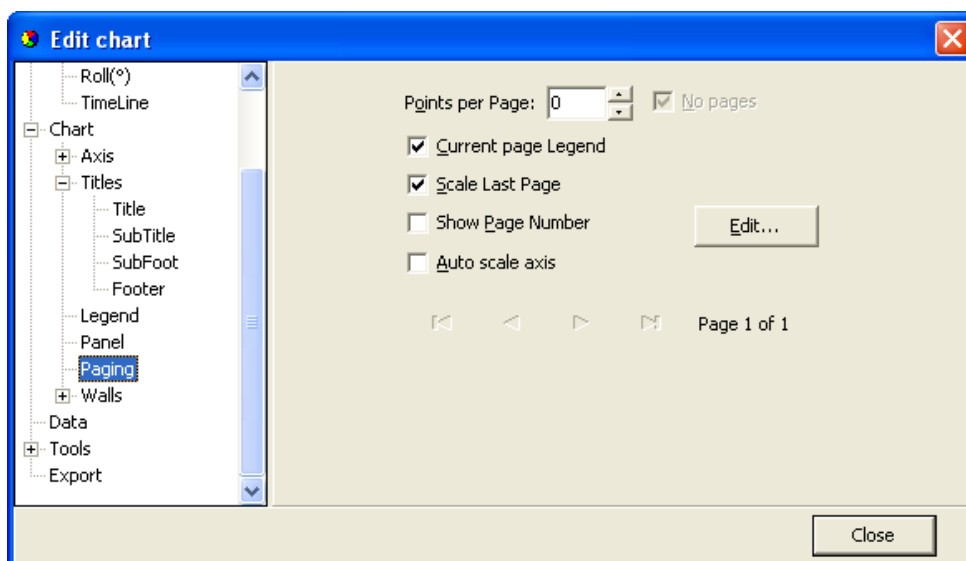 Edit chart
Roll(°)
TimeLine
Chart
Axis
Titles
Title
SubTitle
SubFoot
Footer
Legend
Panel
Paging
Walls
Data
Tools
Export
Points per Page: 0 No pages
Current page Legend
Scale Last Page
Show Page Number Edit...
Auto scale axis
Page 1 of 1
Close